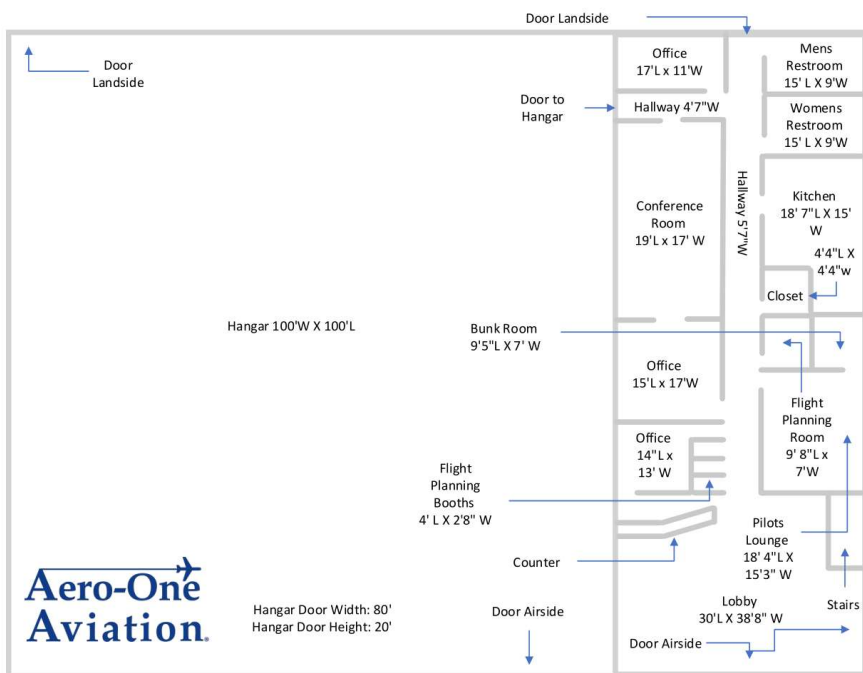 Door Landside
Door
Landside
Office
17'L x 11'W
Mens
Restroom
15' L X 9'W
Door to
Hangar
Hallway 4'7"W
Womens
Restroom
15' L X 9'W
Hallway 5'7"W
Conference
Room
19'L x 17' W
Kitchen
18' 7"L X 15'
W
4'4"L X
4'4"w
Closet
Hangar 100'W X 100'L
Bunk Room
9'5"L X 7' W
Office
15'L x 17'W
Flight
Planning
Room
9' 8"L x
7'W
Office
14"L x
13' W
Flight
Planning
Booths
4' L X 2'8" W
Pilots
Lounge
18' 4"L X
15'3" W
Counter
Stairs
Lobby
30'L X 38'8" W
Door Airside
Door Airside
Aero-One
Aviation.
Hangar Door Width: 80'
Hangar Door Height: 20'